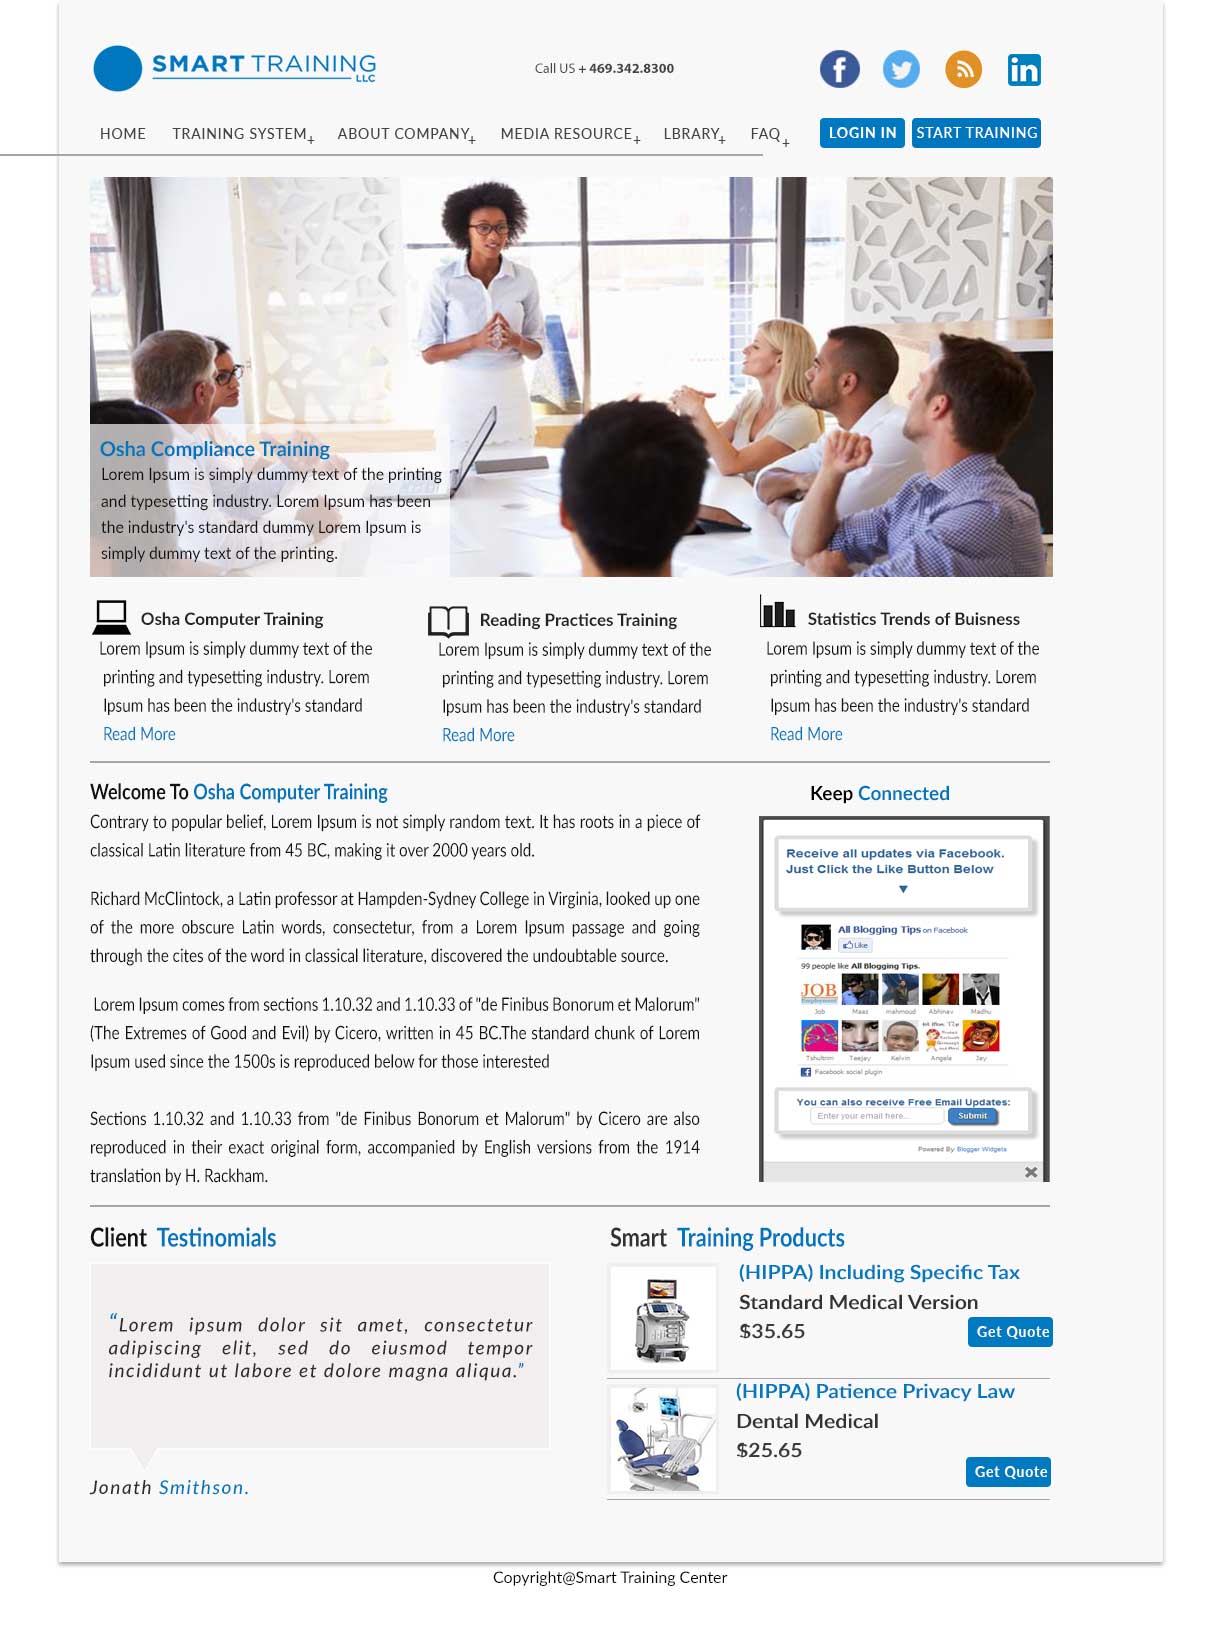 SMART TRAINING
LLC
Call US + 469.342.8300
HOME TRAINING SYSTEM+ ABOUT COMPANY+ MEDIA RESOURCE+ LBRARY+ FAQ+ LOGIN IN START TRAINING
Osha Compliance Training
Lorem Ipsum is simply dummy text of the printing
and typesetting industry. Lorem Ipsum has been
the industry's standard dummy Lorem Ipsum is
simply dummy text of the printing.
Osha Computer Training
Lorem Ipsum is simply dummy text of the
printing and typesetting industry. Lorem
Ipsum has been the industry's standard
Read More
Reading Practices Training
Lorem Ipsum is simply dummy text of the
printing and typesetting industry. Lorem
Ipsum has been the industry's standard
Read More
Statistics Trends of Buisness
Lorem Ipsum is simply dummy text of the
printing and typesetting industry. Lorem
Ipsum has been the industry's standard
Read More
Welcome To Osha Computer Training
Contrary to popular belief, Lorem Ipsum is not simply random text. It has roots in a piece of
classical Latin literature from 45 BC, making it over 2000 years old.
Richard McClintock, a Latin professor at Hampden-Sydney College in Virginia, looked up one
of the more obscure Latin words, consectetur, from a Lorem Ipsum passage and going
through the cites of the word in classical literature, discovered the undoubtable source.
Lorem Ipsum comes from sections 1.10.32 and 1.10.33 of "de Finibus Bonorum et Malorum"
(The Extremes of Good and Evil) by Cicero, written in 45 BC.The standard chunk of Lorem
Ipsum used since the 1500s is reproduced below for those interested
Sections 1.10.32 and 1.10.33 from "de Finibus Bonorum et Malorum" by Cicero are also
reproduced in their exact original form, accompanied by English versions from the 1914
translation by H. Rackham.
Keep Connected
Receive all updates via Facebook.
Just Click the Like Button Below
All Blogging Tips on Facebook
Like
99 people like All Blogging Tips.
JOB
Employment
Job Maaz mahmoud Abhinav Madhu
Tshultrim Teejay Kelvin Angela Jay
Facebook social plugin
You can also receive Free Email Updates:
Enter your email here... Submit
Powered By Blogger Widgets
Client Testinomials
“Lorem ipsum dolor sit amet, consectetur
adipiscing elit, sed do eiusmod tempor
incididunt ut labore et dolore magna aliqua.”
Jonath Smithson.
Smart Training Products
(HIPPA) Including Specific Tax
Standard Medical Version
$35.65
Get Quote
(HIPPA) Patience Privacy Law
Dental Medical
$25.65
Get Quote
Copyright@Smart Training Center